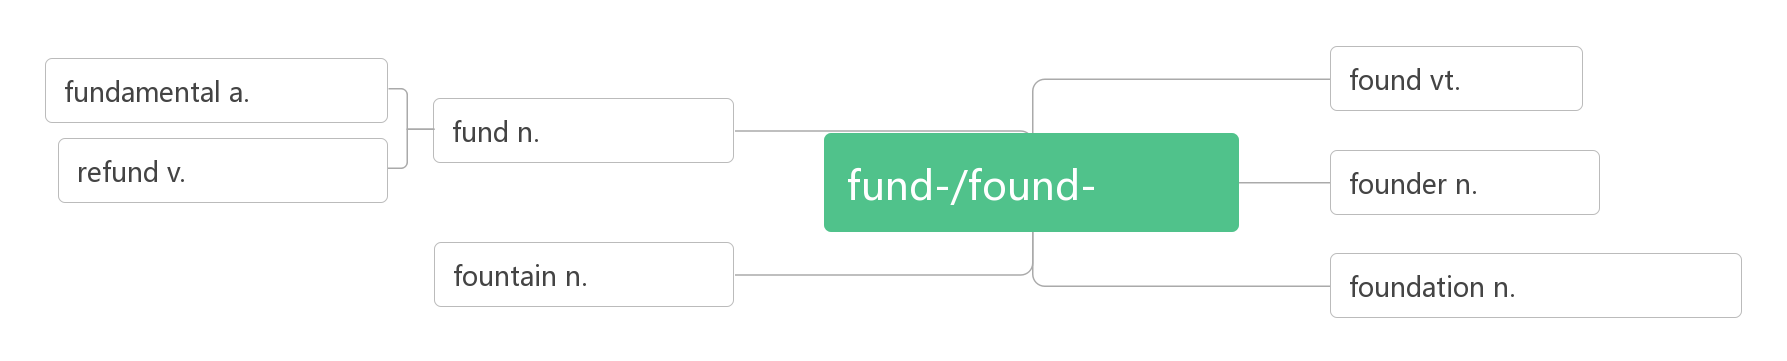 fundamental a.
refund v.
fund n.
fountain n.
fund-/found-
found vt.
founder n.
foundation n.